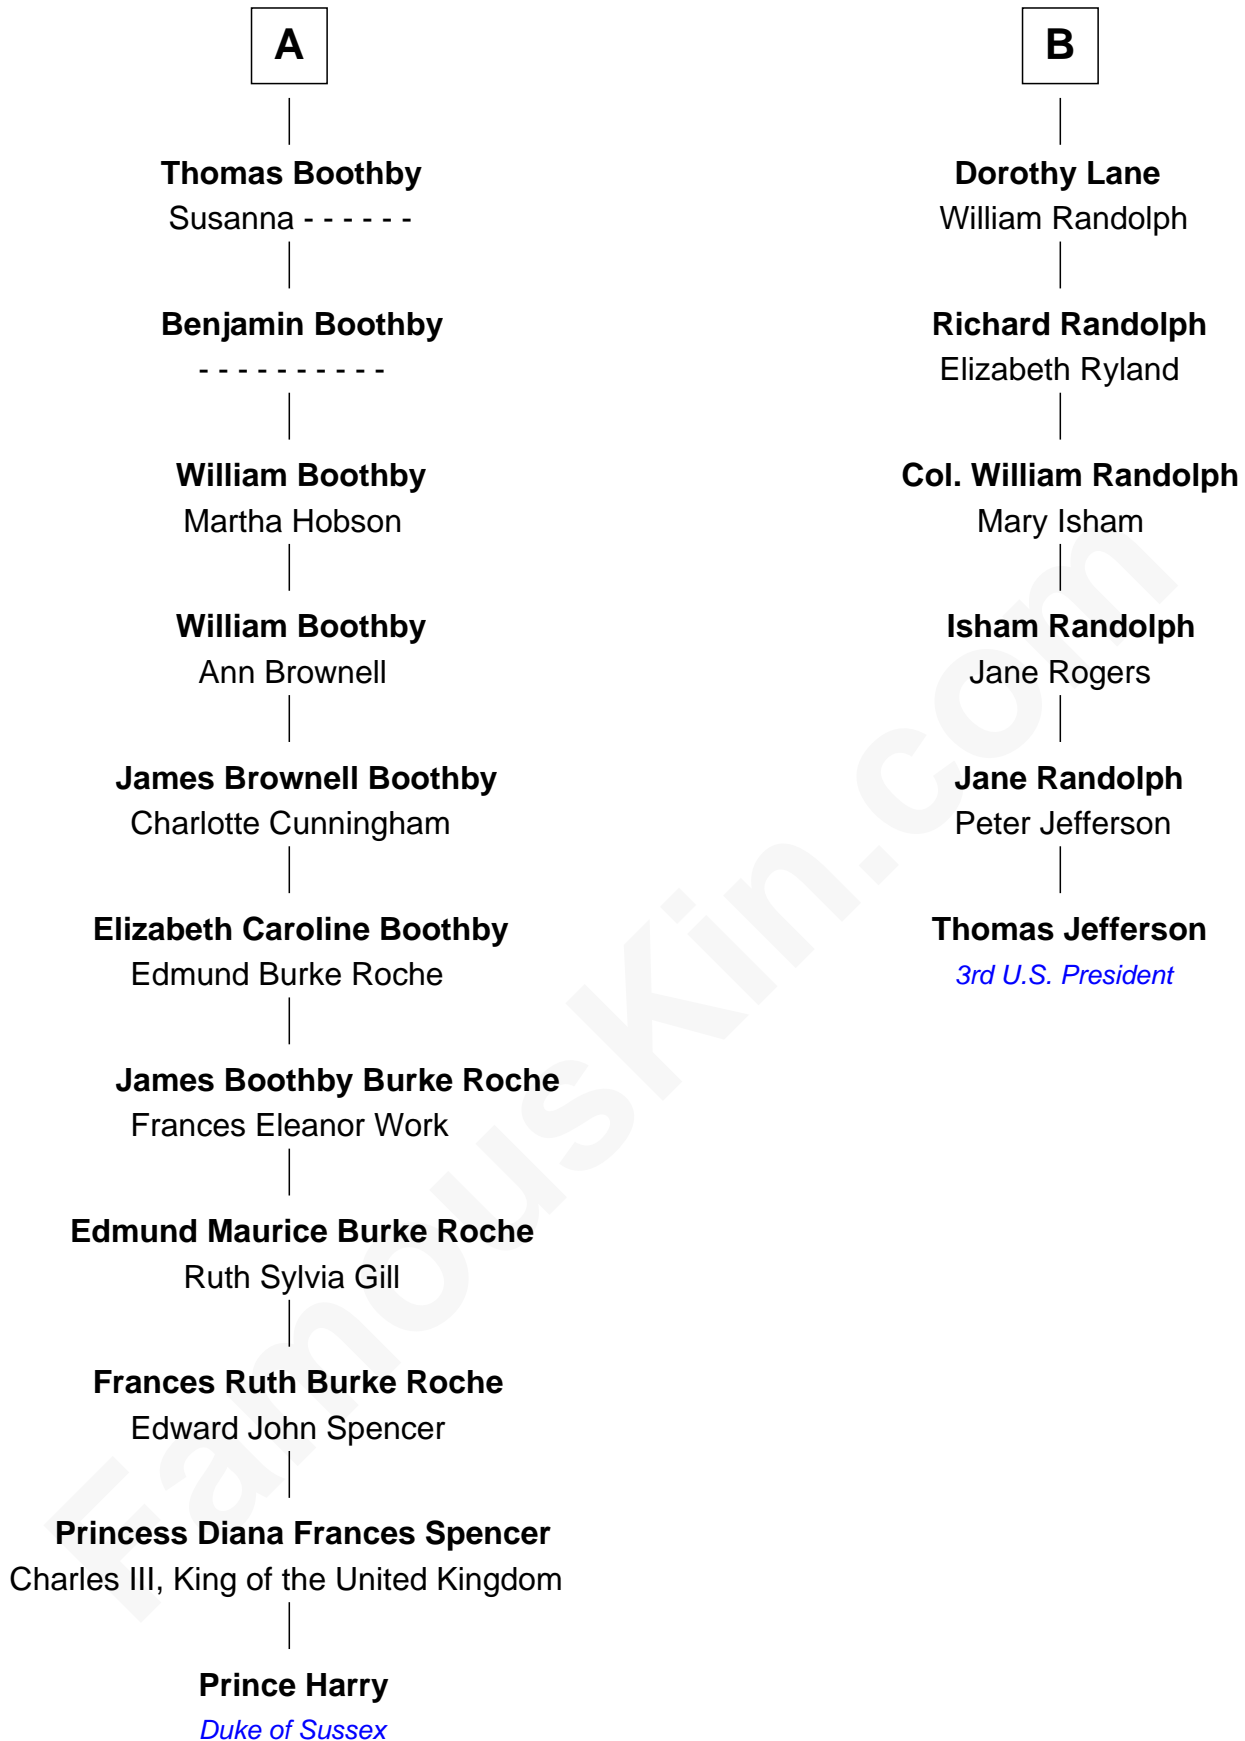 A
Thomas Boothby
Susanna - - - - - -
Benjamin Boothby
- - - - - - - - - -
William Boothby
Martha Hobson
William Boothby
Ann Brownell
James Brownell Boothby
Charlotte Cunningham
Elizabeth Caroline Boothby
Edmund Burke Roche
James Boothby Burke Roche
Frances Eleanor Work
Edmund Maurice Burke Roche
Ruth Sylvia Gill
Frances Ruth Burke Roche
Edward John Spencer
Princess Diana Frances Spencer
Charles III, King of the United Kingdom
Prince Harry
Duke of Sussex
B
Dorothy Lane
William Randolph
Richard Randolph
Elizabeth Ryland
Col. William Randolph
Mary Isham
Isham Randolph
Jane Rogers
Jane Randolph
Peter Jefferson
Thomas Jefferson
3rd U.S. President
FamousKin.com